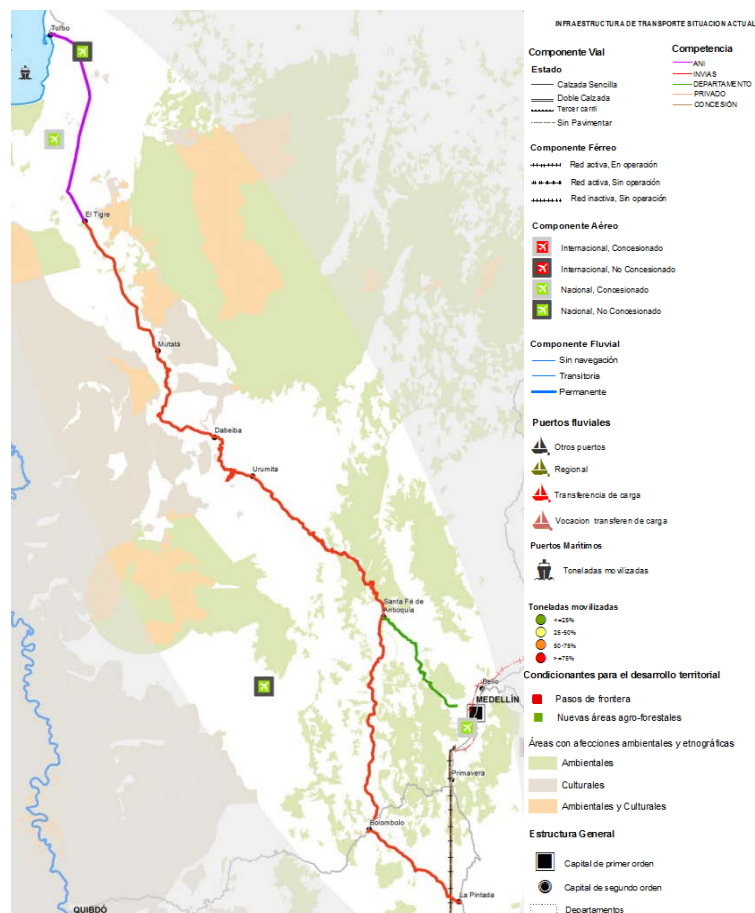 Turbo
El Tigre
Mutatá
Dabeiba
Urumita
Santa Fé de
Antioquia
Bello
MEDELLÍN
Primavera
Bolombolo
La Pintada
QUIBDÓ
INFRAESTRUCTURA DE TRANSPORTE SITUACION ACTUAL
Componente Vial
Estado
Calzada Sencilla
Doble Calzada
Tercer carril
Sin Pavimentar
Competencia
ANI
INVIAS
DEPARTAMENTO
PRIVADO
CONCESIÓN
Componente Férreo
Red activa, En operación
Red activa, Sin operación
Red inactiva, Sin operación
Componente Aéreo
Internacional, Concesionado
Internacional, No Concesionado
Nacional, Concesionado
Nacional, No Concesionado
Componente Fluvial
Sin navegación
Transitoria
Permanente
Puertos fluviales
Otros puertos
Regional
Transferencia de carga
Vocacion transferen de carga
Puertos Marítimos
Toneladas movilizadas
Toneladas movilizadas
<=25%
25-50%
50-75%
>=75%
Condicionantes para el desarrollo territorial
Pasos de frontera
Nuevas áreas agro-forestales
Áreas con afecciones ambientales y etnográficas
Ambientales
Culturales
Ambientales y Culturales
Estructura General
Capital de primer orden
Capital de segundo orden
Departamentos